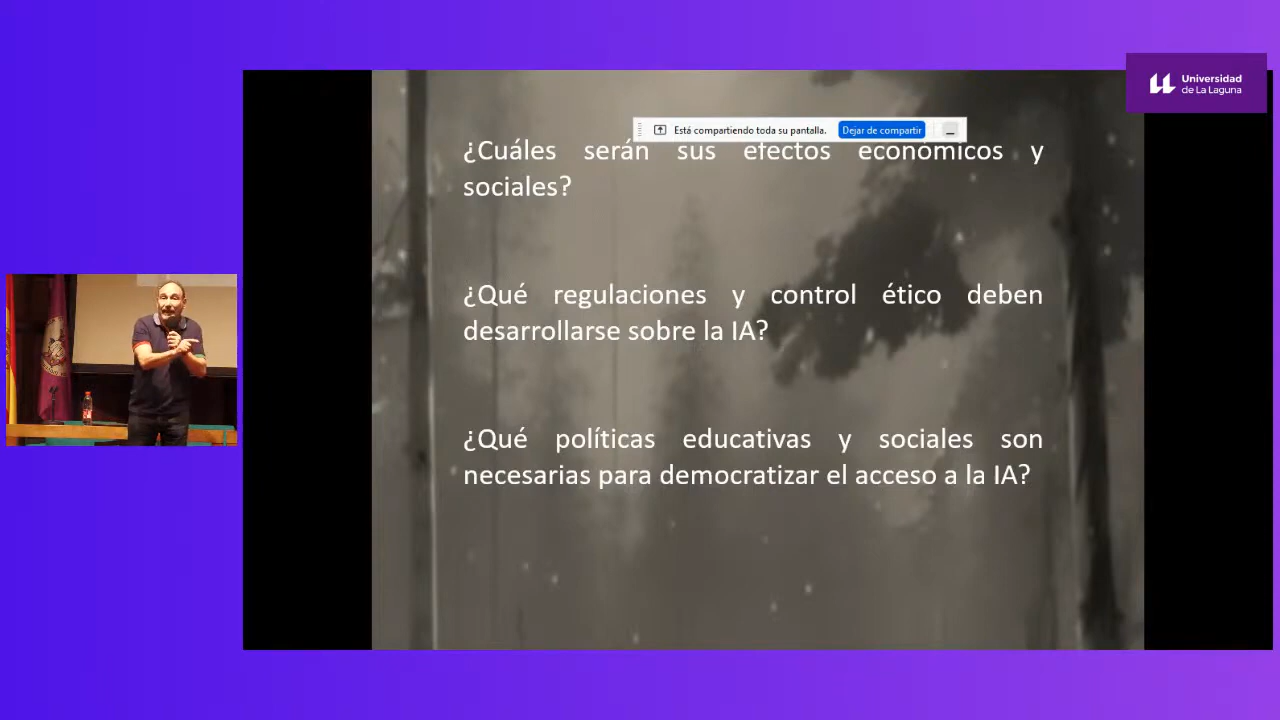 Universidad
de La Laguna
Está compartiendo toda su pantalla. Dejar de compartir
¿Cuáles serán sus efectos económicos y
sociales?
¿Qué regulaciones y control ético deben
desarrollarse sobre la IA?
¿Qué políticas educativas y sociales son
necesarias para democratizar el acceso a la IA?